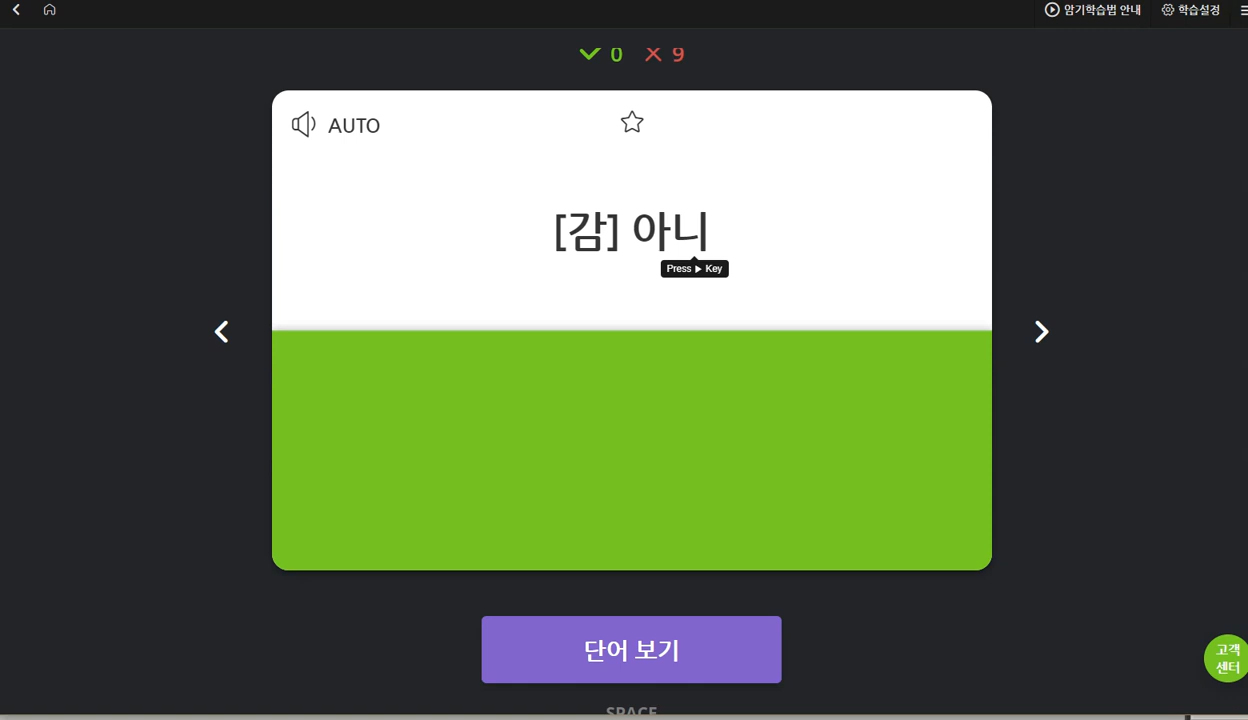 암기학습법 안내 학습설정
0 9
AUTO
[감] 아니
Press ▶ Key
단어 보기
고객
센터
SPACE